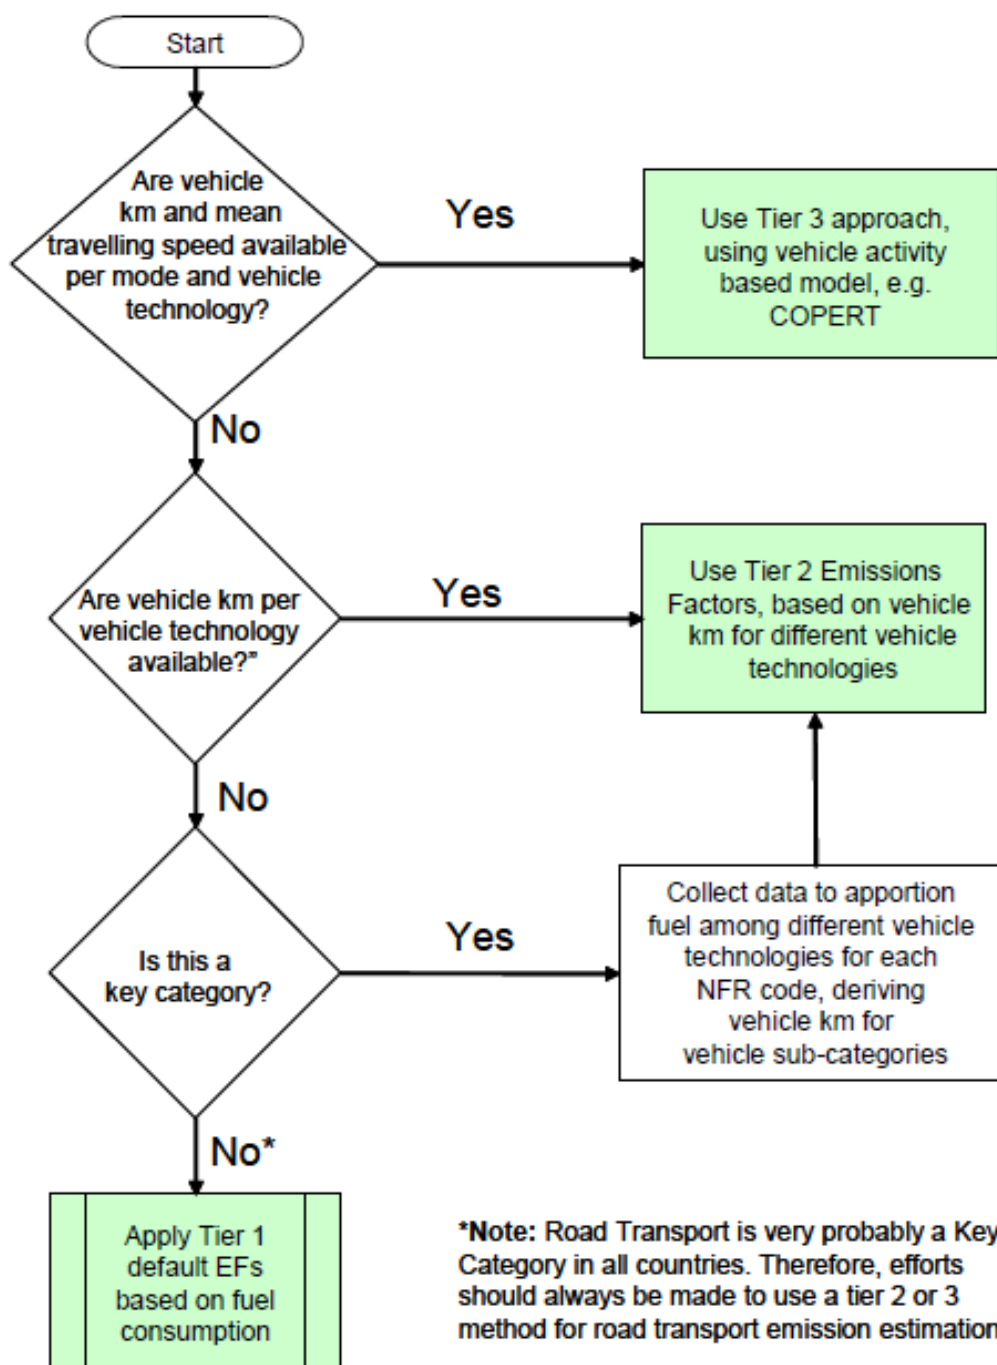 Start
Are vehicle
km and mean
travelling speed available
per mode and vehicle
technology?
Yes
Use Tier 3 approach,
using vehicle activity
based model, e.g.
COPERT
No
Are vehicle km per
vehicle technology
available?”
Yes
Use Tier 2 Emissions
Factors, based on vehicle
km for different vehicle
technologies
No
Is this a
key category?
Yes
Collect data to apportion
fuel among different vehicle
technologies for each
NFR code, deriving
vehicle km for
vehicle sub-categories
No*
Apply Tier 1
default EFs
based on fuel
consumption
*Note: Road Transport is very probably a Key
Category in all countries. Therefore, efforts
should always be made to use a tier 2 or 3
method for road transport emission estimation